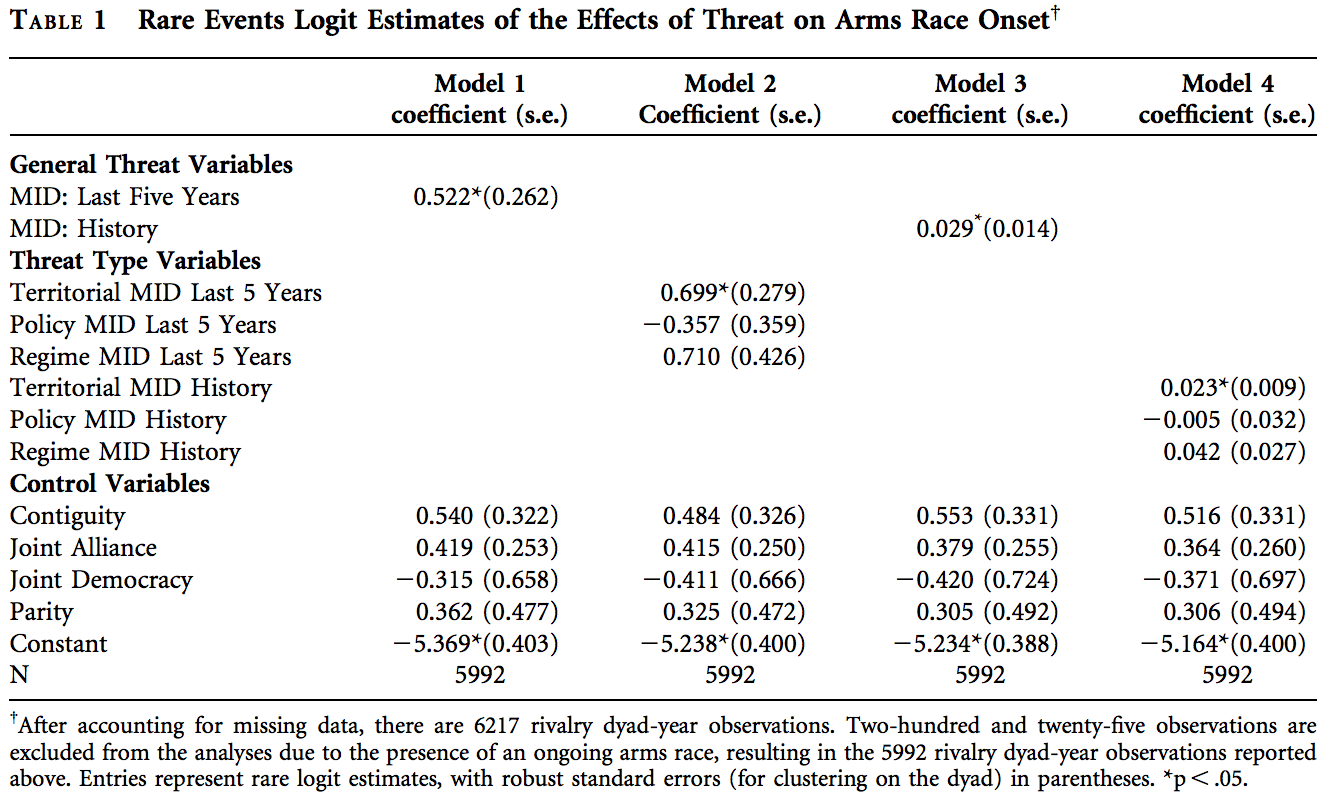 TABLE 1 Rare Events Logit Estimates of the Effects of Threat on Arms Race Onset†
Model 1 Model 2 Model 3 Model 4
coefficient (s.e.) Coefficient (s.e.) coefficient (s.e.) coefficient (s.e.)
General Threat Variables
MID: Last Five Years 0.522*(0.262)
MID: History 0.029*(0.014)
Threat Type Variables
Territorial MID Last 5 Years 0.699*(0.279)
Policy MID Last 5 Years −0.357 (0.359)
Regime MID Last 5 Years 0.710 (0.426)
Territorial MID History 0.023*(0.009)
Policy MID History −0.005 (0.032)
Regime MID History 0.042 (0.027)
Control Variables
Contiguity 0.540 (0.322) 0.484 (0.326) 0.553 (0.331) 0.516 (0.331)
Joint Alliance 0.419 (0.253) 0.415 (0.250) 0.379 (0.255) 0.364 (0.260)
Joint Democracy −0.315 (0.658) −0.411 (0.666) −0.420 (0.724) −0.371 (0.697)
Parity 0.362 (0.477) 0.325 (0.472) 0.305 (0.492) 0.306 (0.494)
Constant −5.369*(0.403) −5.238*(0.400) −5.234*(0.388) −5.164*(0.400)
N 5992 5992 5992 5992
†After accounting for missing data, there are 6217 rivalry dyad-year observations. Two-hundred and twenty-five observations are
excluded from the analyses due to the presence of an ongoing arms race, resulting in the 5992 rivalry dyad-year observations reported
above. Entries represent rare logit estimates, with robust standard errors (for clustering on the dyad) in parentheses. *p < .05.